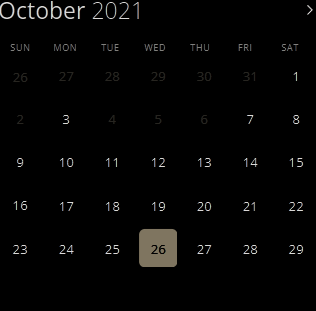 October 2021
SUN MON TUE WED THU FRI SAT
26 27 28 29 30 31 1
2 3 4 5 6 7 8
9 10 11 12 13 14 15
16 17 18 19 20 21 22
23 24 25 26 27 28 29